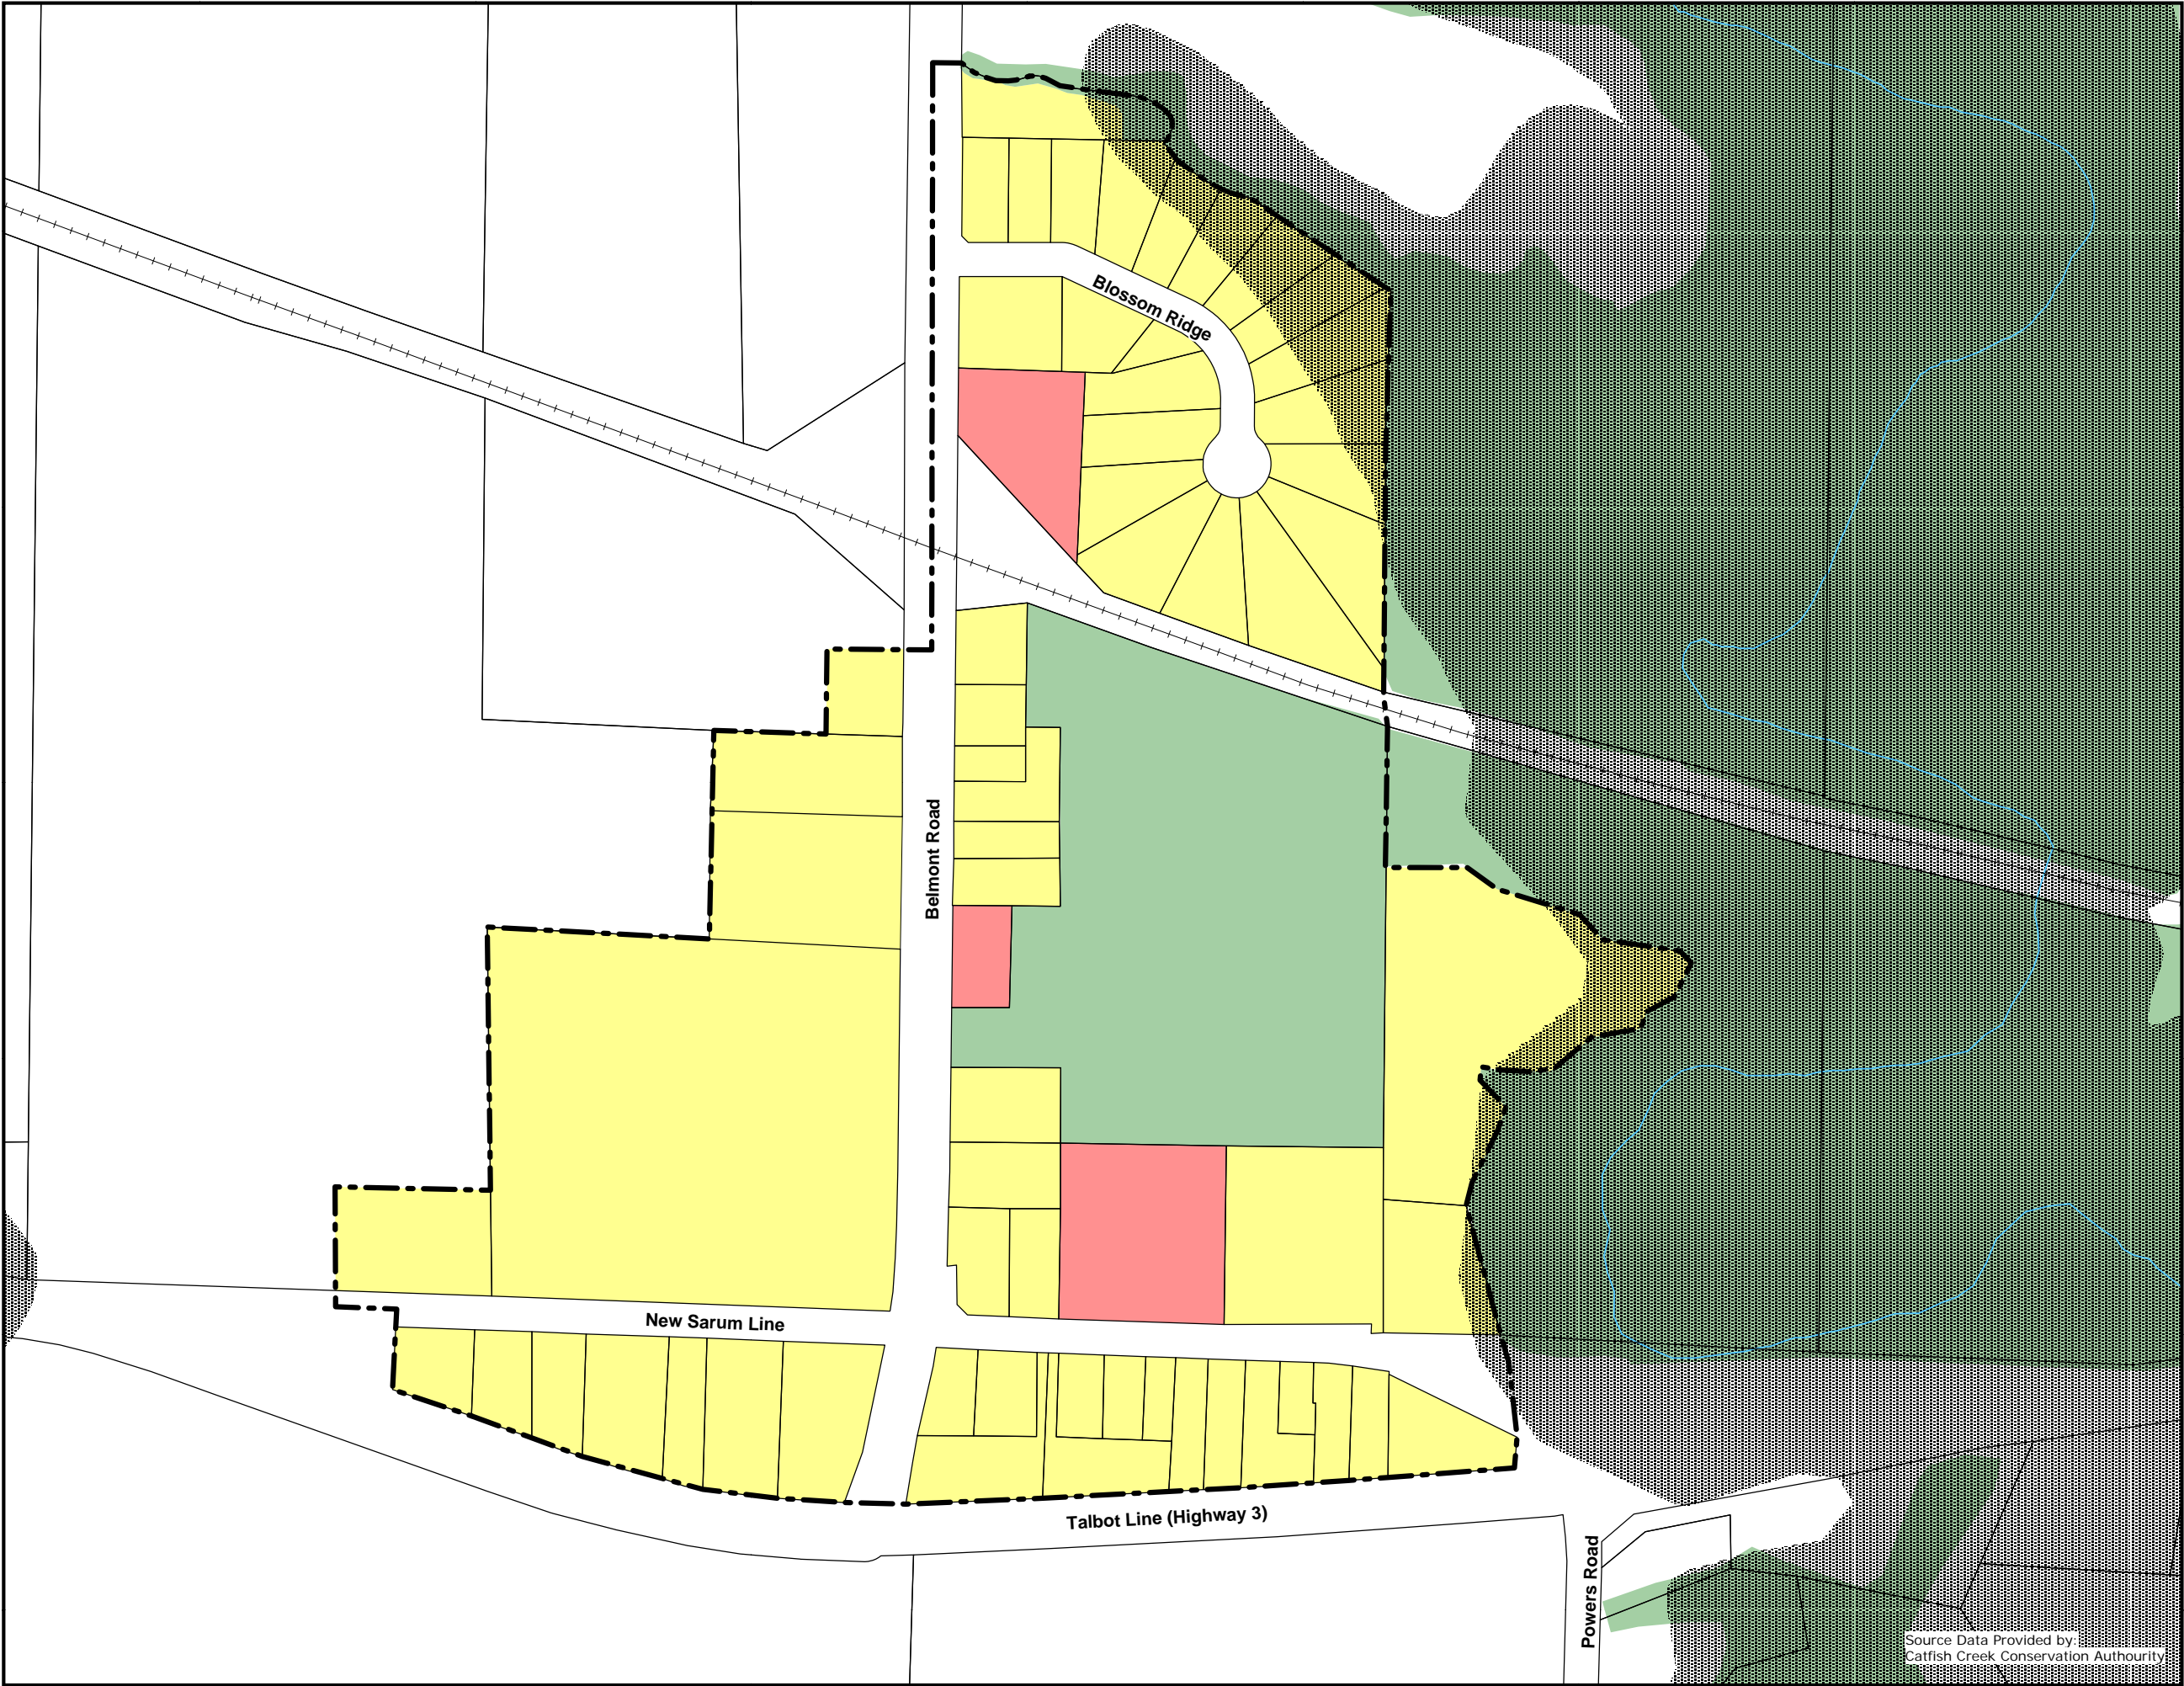 Blossom Ridge
Belmont Road
New Sarum Line
Talbot Line (Highway 3)
Powers Road
Source Data Provided by:
Catfish Creek Conservation Authourity